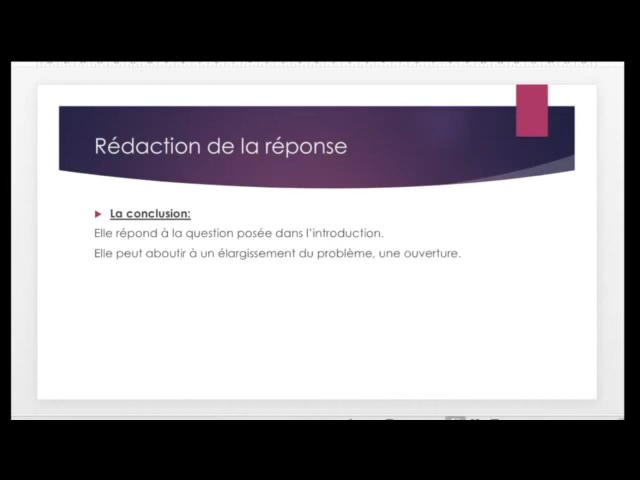 Rédaction de la réponse
La conclusion:
Elle répond à la question posée dans l'introduction.
Elle peut aboutir à un élargissement du problème, une ouverture.